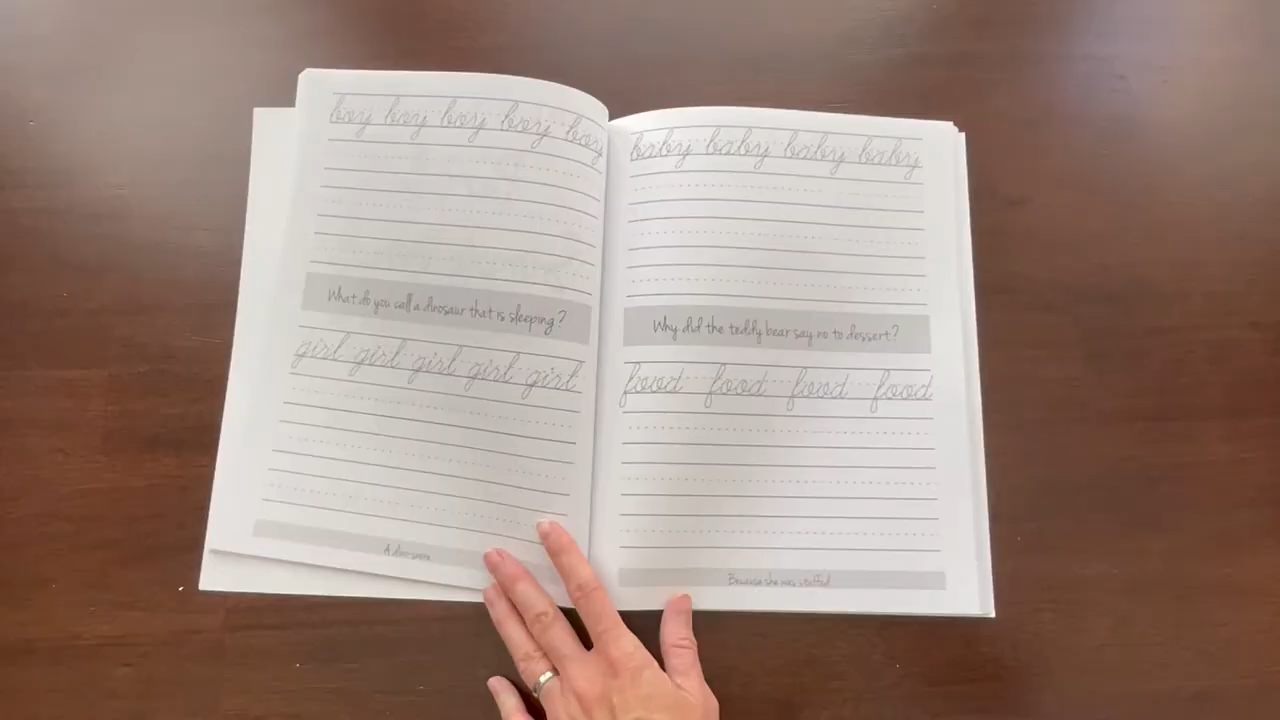 boy boy boy boy boy
What do you call a dinosaur that is sleeping?
girl girl girl girl girl
A dino-snore
baby baby baby baby
Why did the teddy bear say no to dessert?
food food food food
Because she was stuffed